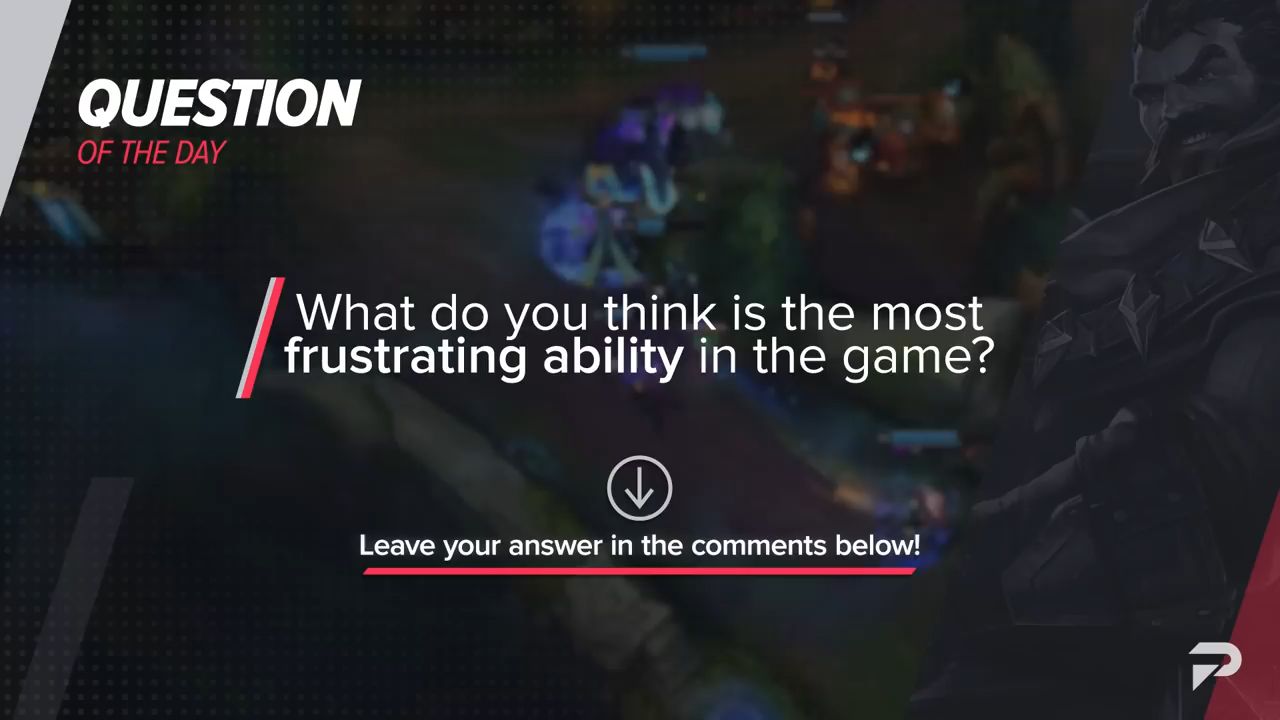 QUESTION
OF THE DAY
What do you think is the most
frustrating ability in the game?
Leave your answer in the comments below!